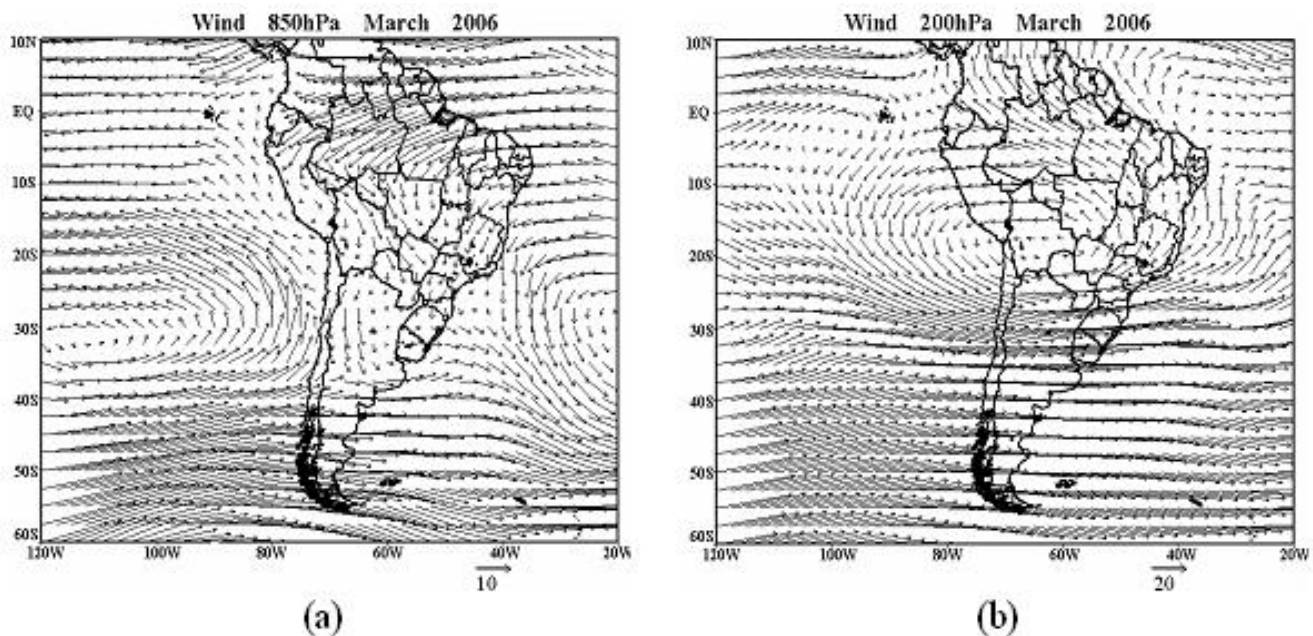 Wind 850hPa March 2006
10N
EQ
10S
20S
30S
40S
50S
60S
120W 100W 80W 60W 40W 20W
10
(a)
Wind 200hPa March 2006
10N
EQ
10S
20S
30S
40S
50S
60S
120W 100W 80W 60W 40W 20W
20
(b)